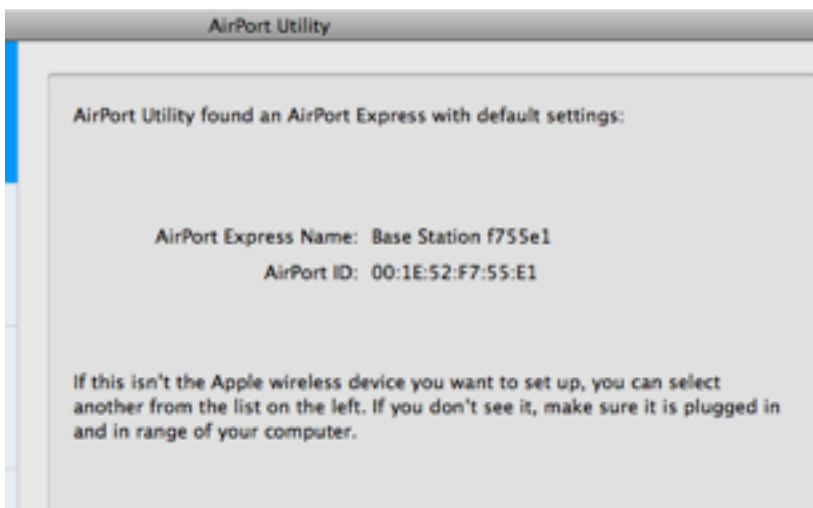 AirPort Utility
AirPort Utility found an AirPort Express with default settings:
AirPort Express Name: Base Station f755e1
AirPort ID: 00:1E:52:F7:55:E1
If this isn't the Apple wireless device you want to set up, you can select
another from the list on the left. If you don't see it, make sure it is plugged in
and in range of your computer.